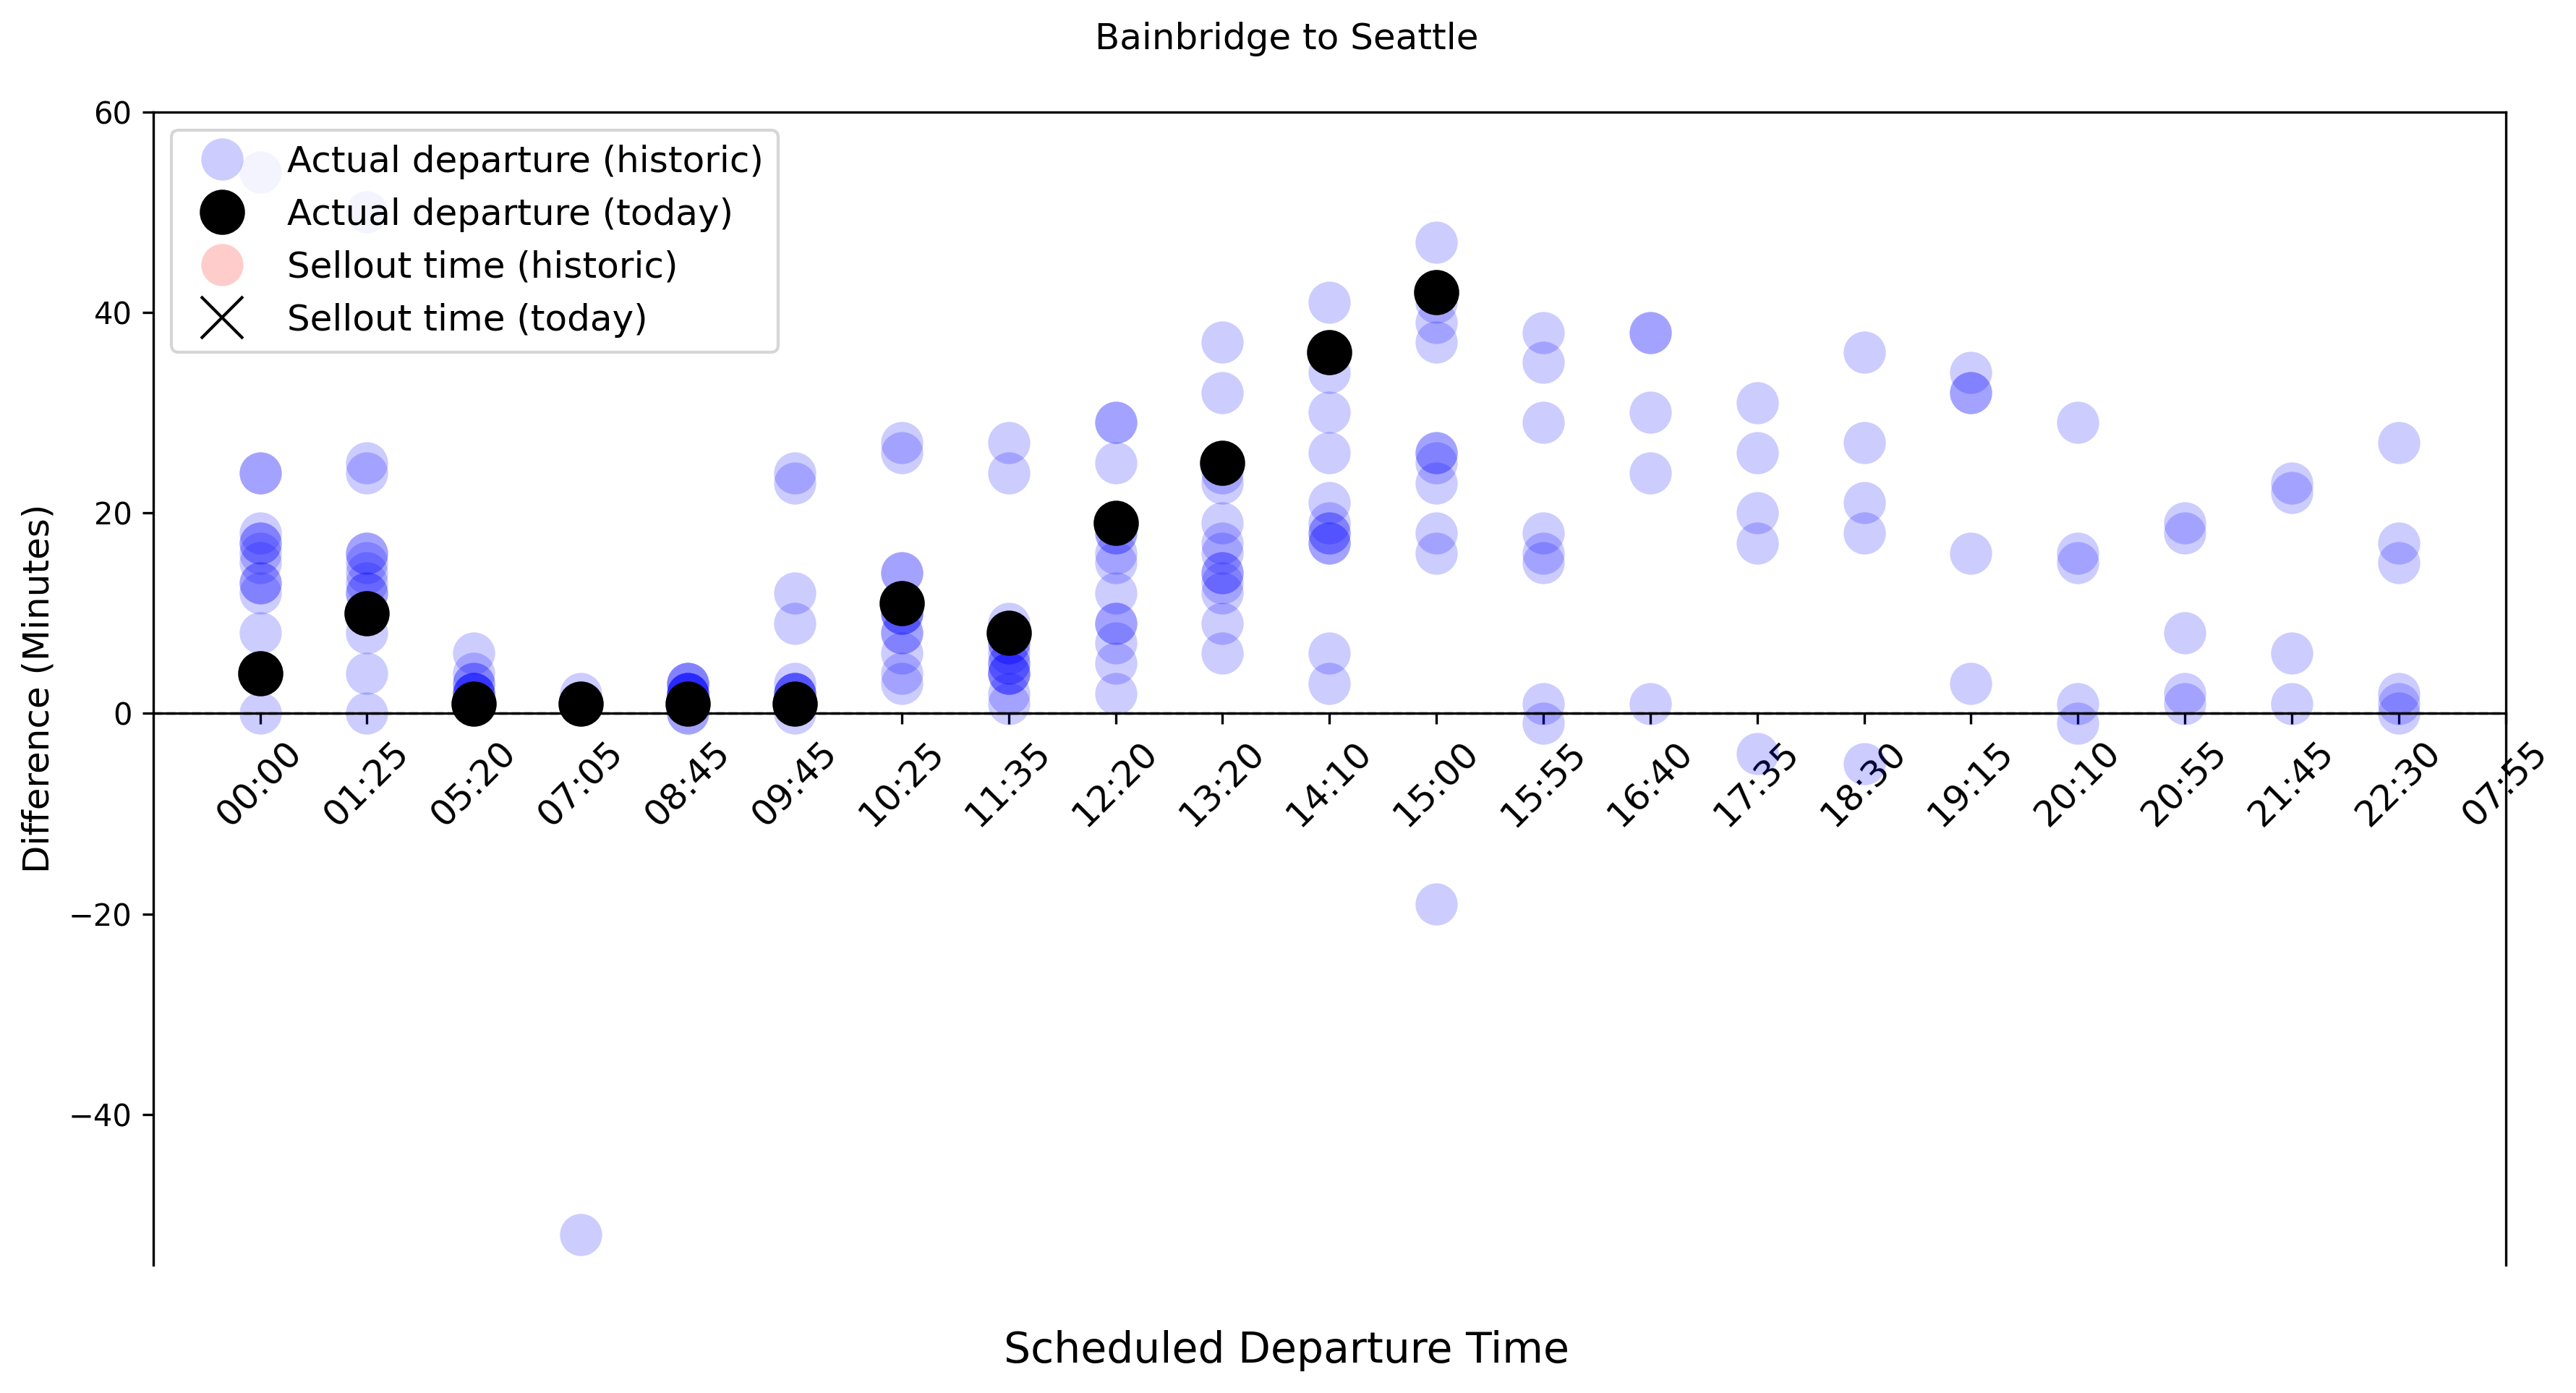 Bainbridge to Seattle
60
40
20
0
−20
−40
Difference (Minutes)
Actual departure (historic)
Actual departure (today)
Sellout time (historic)
Sellout time (today)
00:00 01:25 05:20 07:05 08:45 09:45 10:25 11:35 12:20 13:20 14:10 15:00 15:55 16:40 17:35 18:30 19:15 20:10 20:55 21:45 22:30 07:55
Scheduled Departure Time